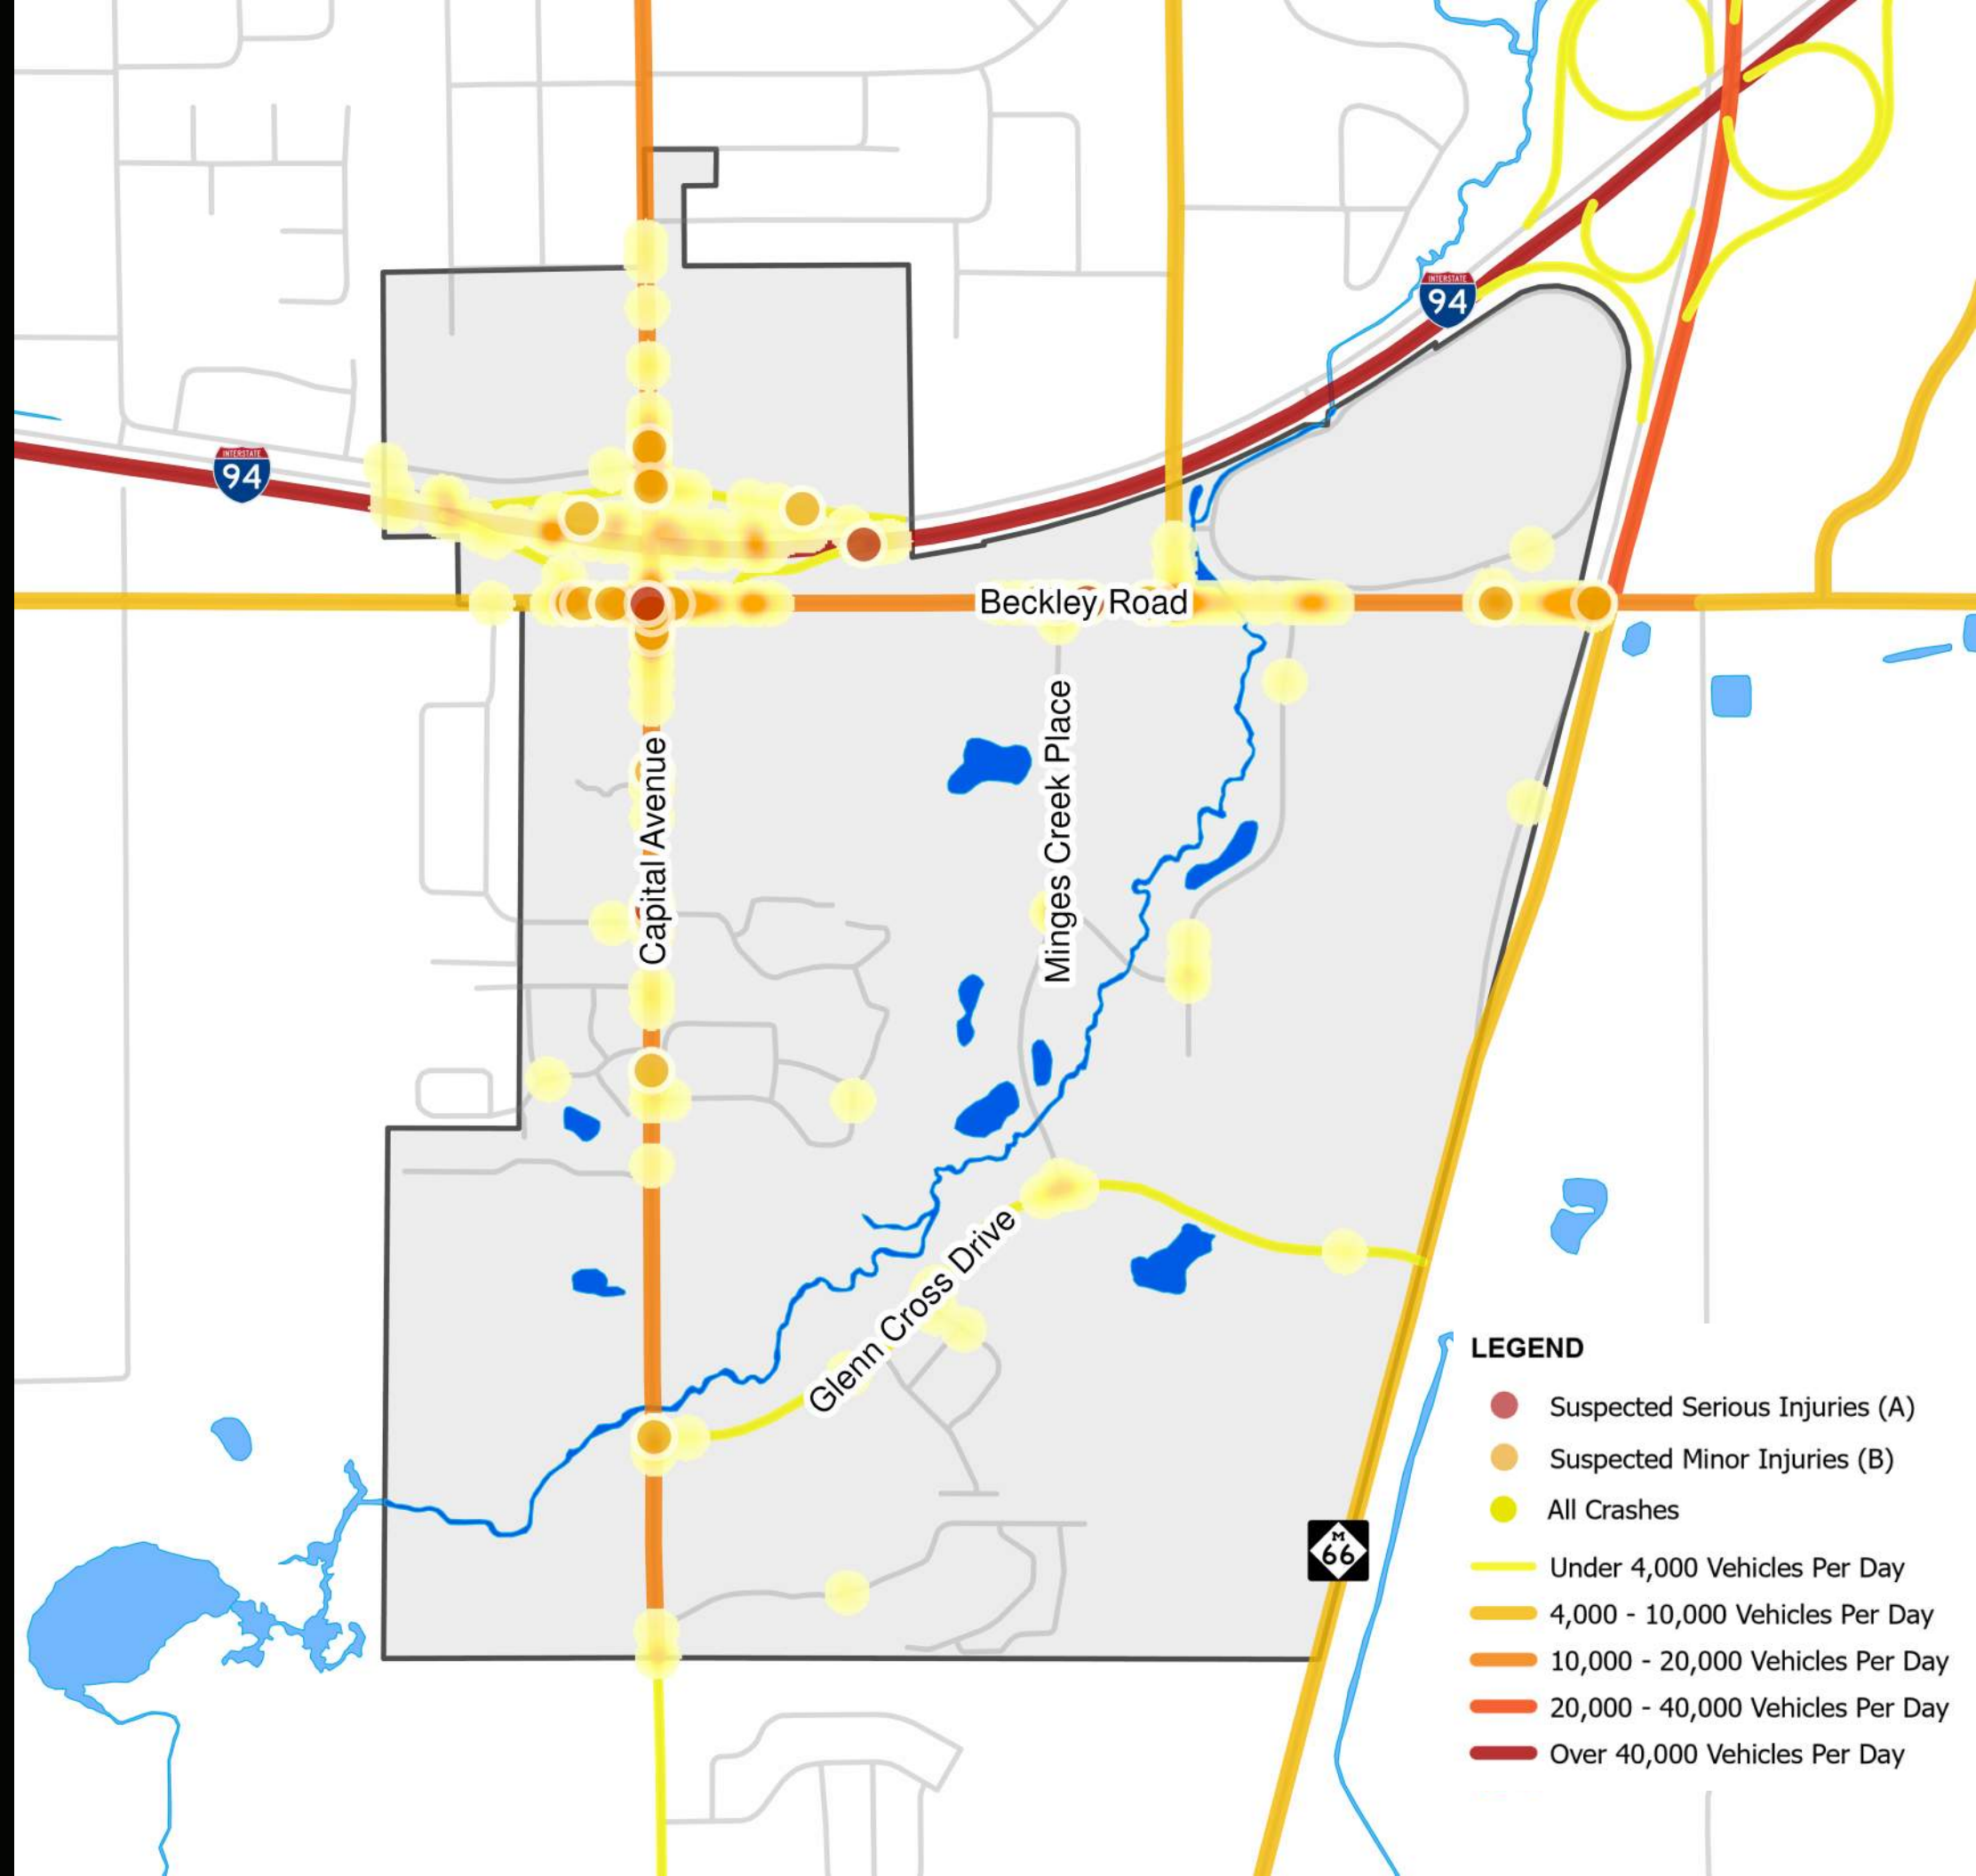 INTERSTATE
94
INTERSTATE
94
Beckley Road
Capital Avenue
Minges Creek Place
Glenn Cross Drive
M
66
LEGEND
Suspected Serious Injuries (A)
Suspected Minor Injuries (B)
All Crashes
Under 4,000 Vehicles Per Day
4,000 - 10,000 Vehicles Per Day
10,000 - 20,000 Vehicles Per Day
20,000 - 40,000 Vehicles Per Day
Over 40,000 Vehicles Per Day